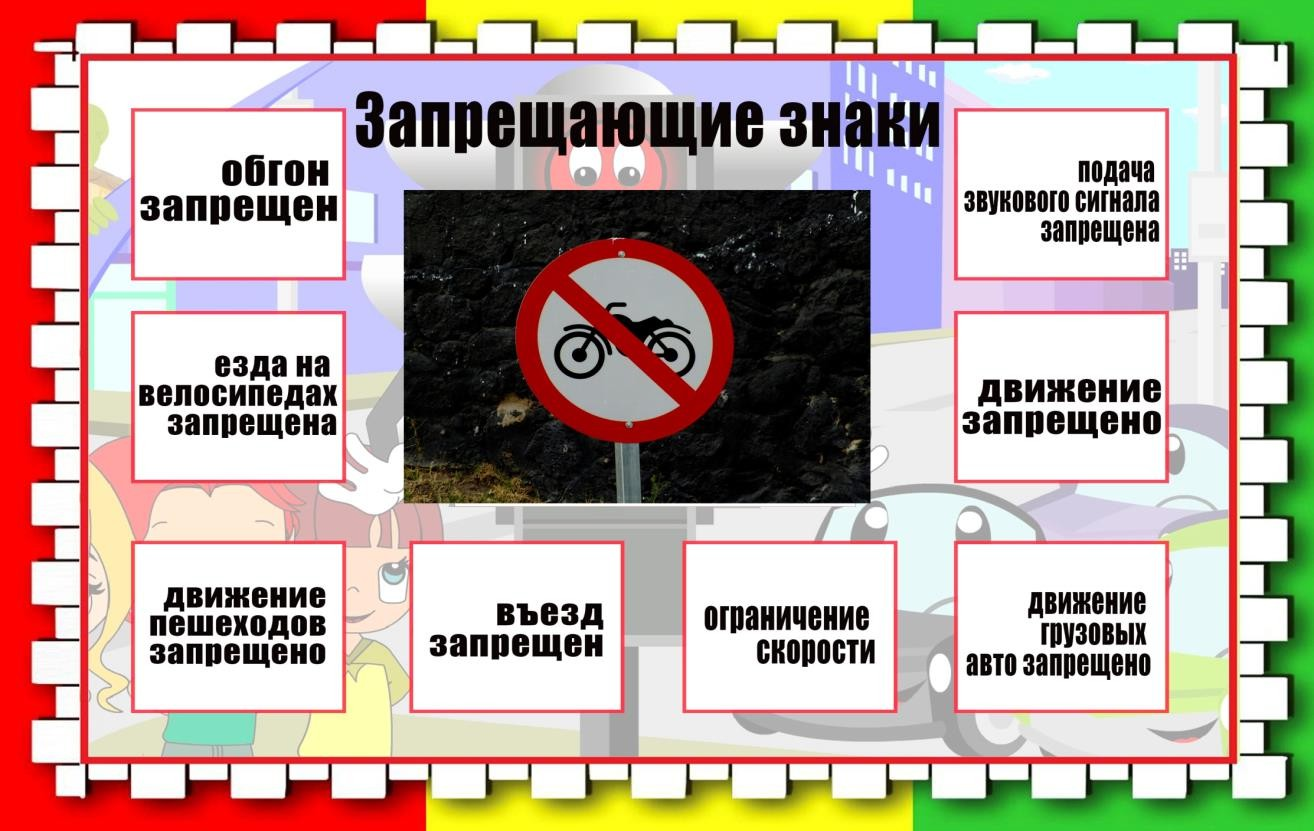 Запрещающие знаки
обгон
запрещен
подача
звукового сигнала
запрещена
езда на
велосипедах
запрещена
движение
запрещено
движение
пешеходов
запрещено
въезд
запрещен
ограничение
скорости
движение
грузовых
авто запрещено